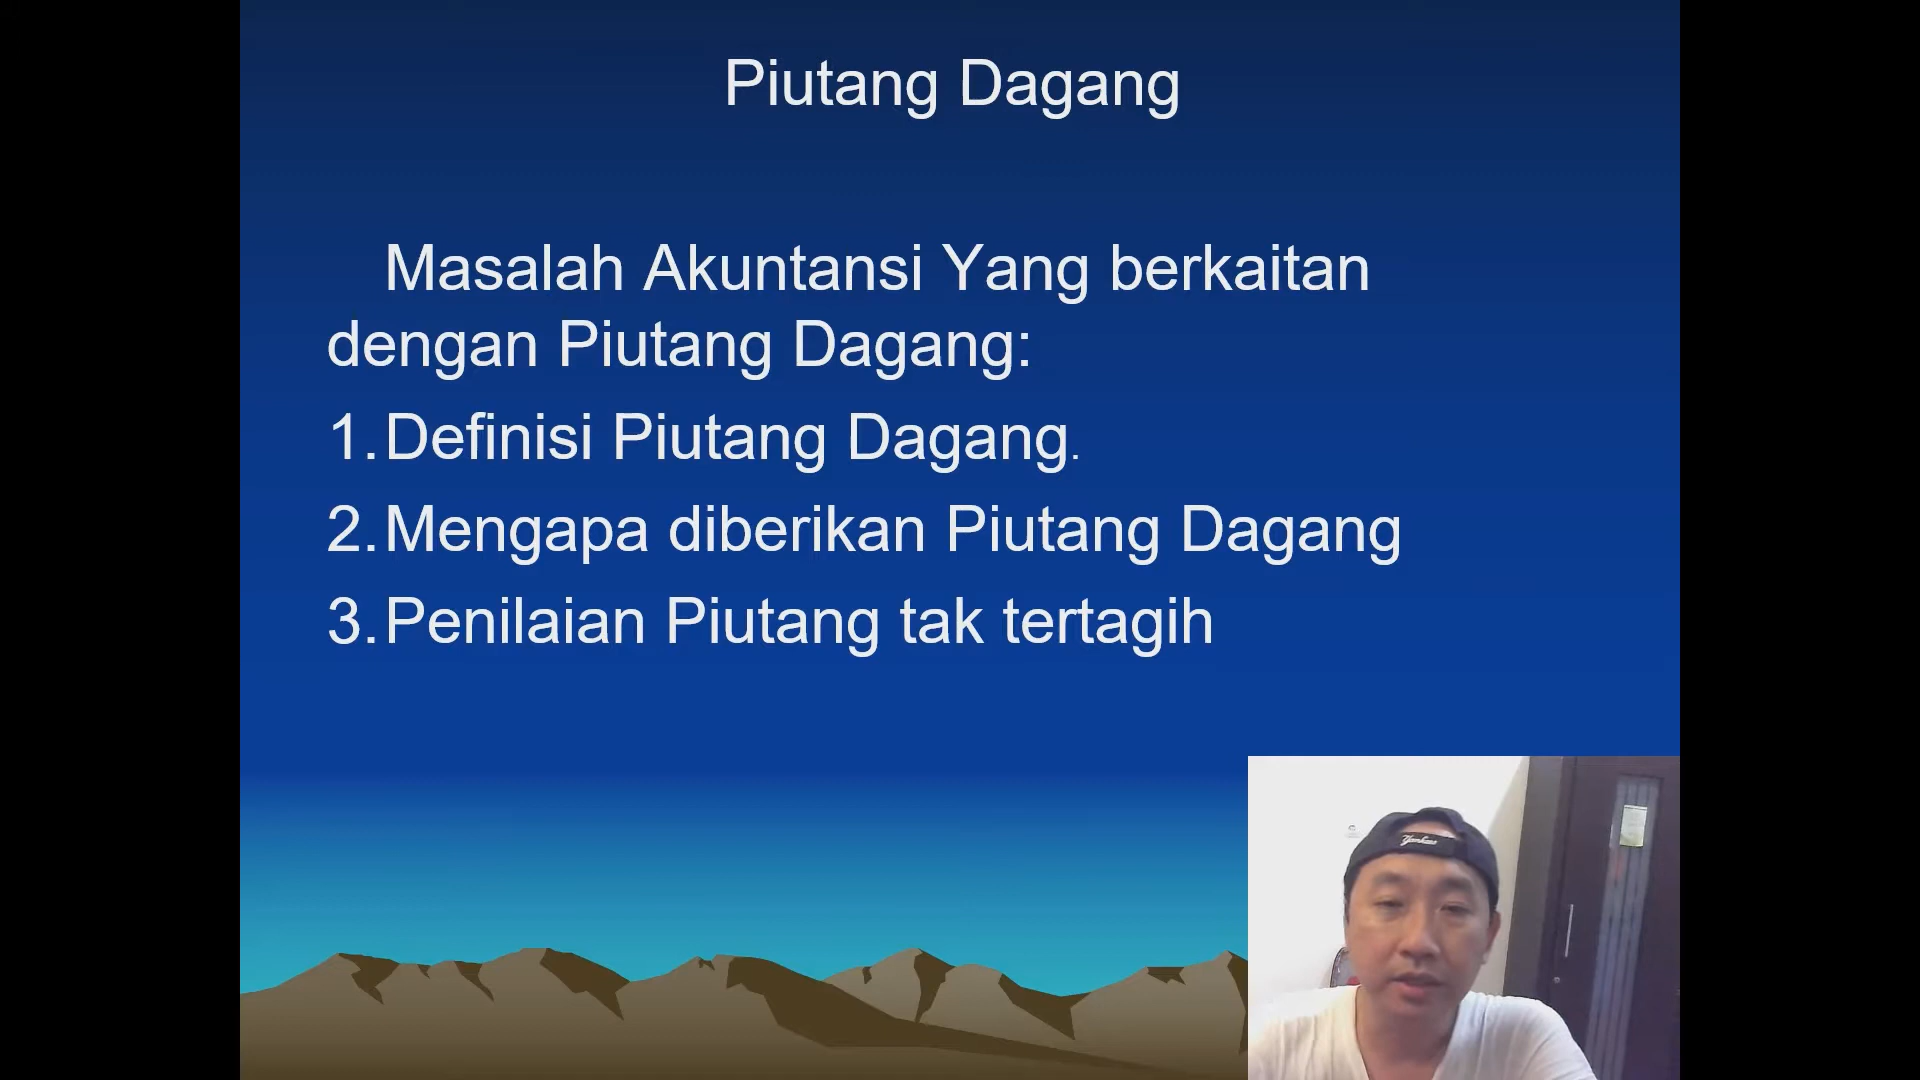 Piutang Dagang
Masalah Akuntansi Yang berkaitan
dengan Piutang Dagang:
1.Definisi Piutang Dagang.
2.Mengapa diberikan Piutang Dagang
3.Penilaian Piutang tak tertagih
Yankees